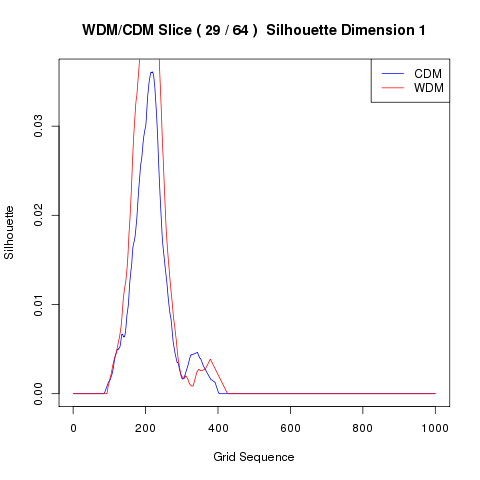 WDM/CDM Slice ( 29 / 64 ) Silhouette Dimension 1
CDM
WDM
Silhouette
0.03
0.02
0.01
0.00
0 200 400 600 800 1000
Grid Sequence